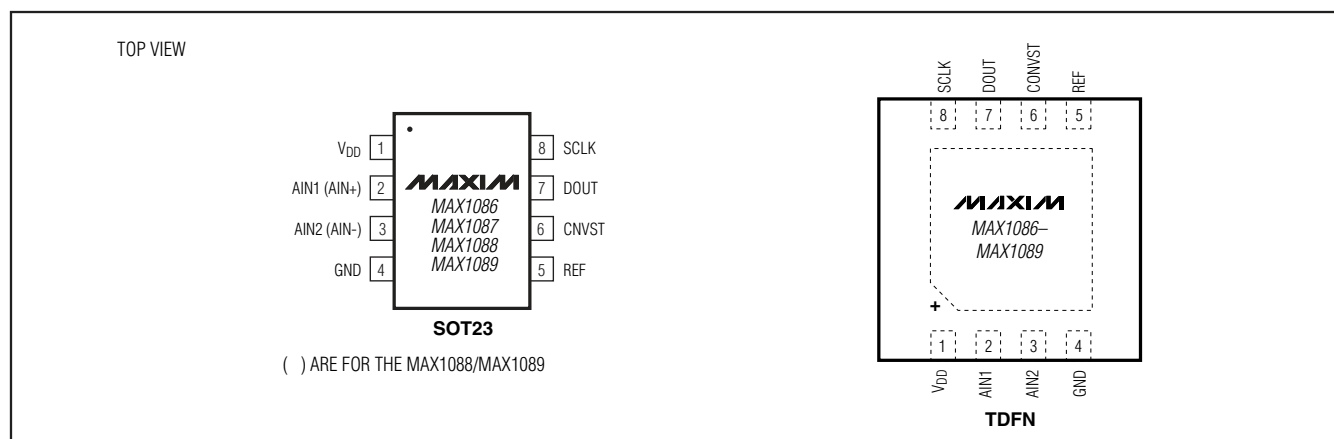 TOP VIEW
VDD 1
AIN1 (AIN+) 2
AIN2 (AIN-) 3
GND 4
MAXIM
MAX1086
MAX1087
MAX1088
MAX1089
8 SCLK
7 DOUT
6 CNVST
5 REF
SOT23
( ) ARE FOR THE MAX1088/MAX1089
SCLK DOUT CONVST REF
8 7 6 5
MAXIM
MAX1086–
MAX1089
+
1 2 3 4
VDD AIN1 AIN2 GND
TDFN